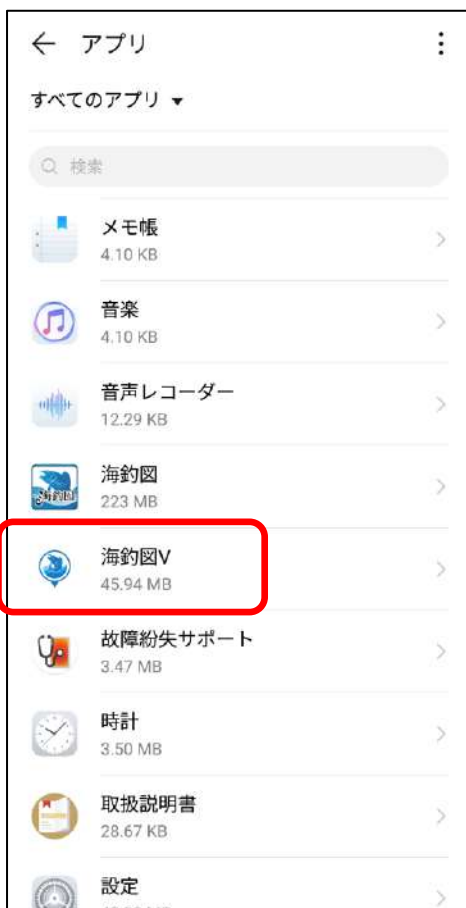 アプリ
すべてのアプリ
検索
メモ帳
4.10 KB
音楽
4.10 KB
音声レコーダー
12.29 KB
海釣図
223 MB
海釣図V
45.94 MB
故障紛失サポート
3.47 MB
時計
3.50 MB
取扱説明書
28.67 KB
設定